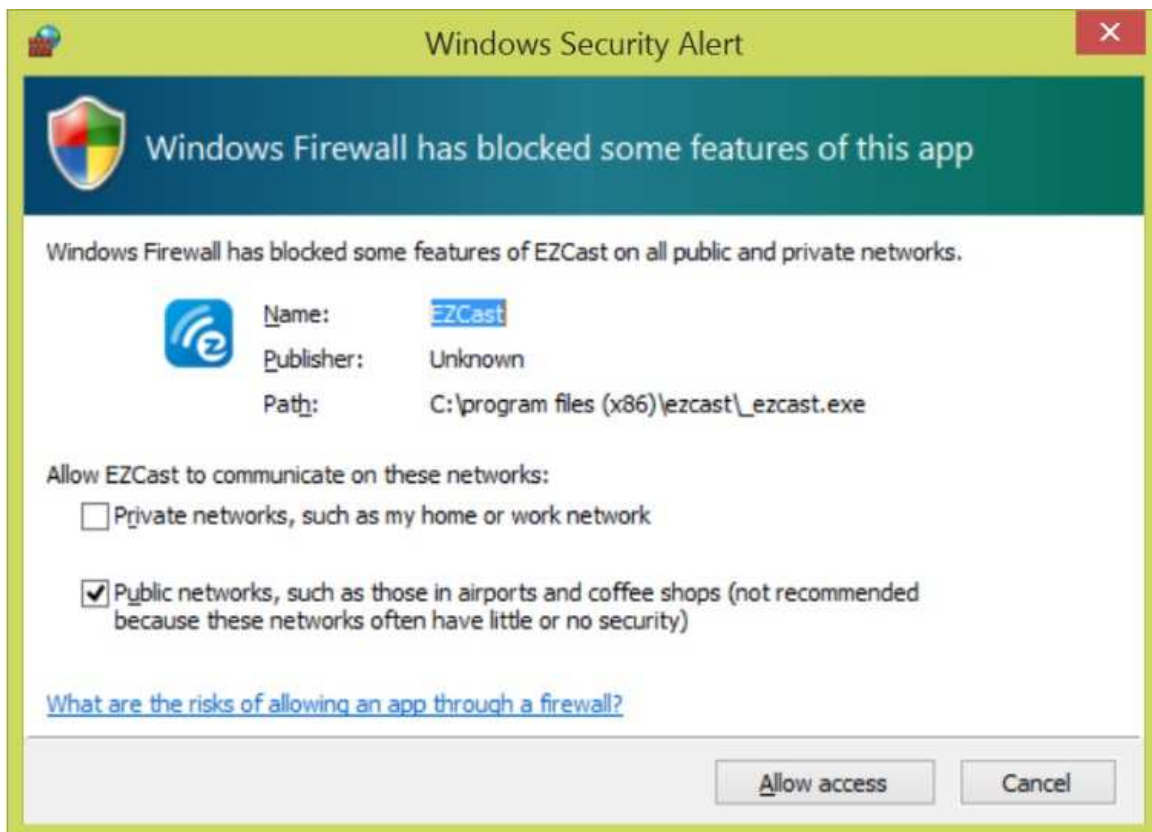 Windows Security Alert
Windows Firewall has blocked some features of this app
Windows Firewall has blocked some features of EZCast on all public and private networks.
Name: EZCast
Publisher: Unknown
Path: C:\program files (x86)\ezcast\_ezcast.exe
Allow EZCast to communicate on these networks:
Private networks, such as my home or work network
Public networks, such as those in airports and coffee shops (not recommended
because these networks often have little or no security)
What are the risks of allowing an app through a firewall?
Allow access Cancel